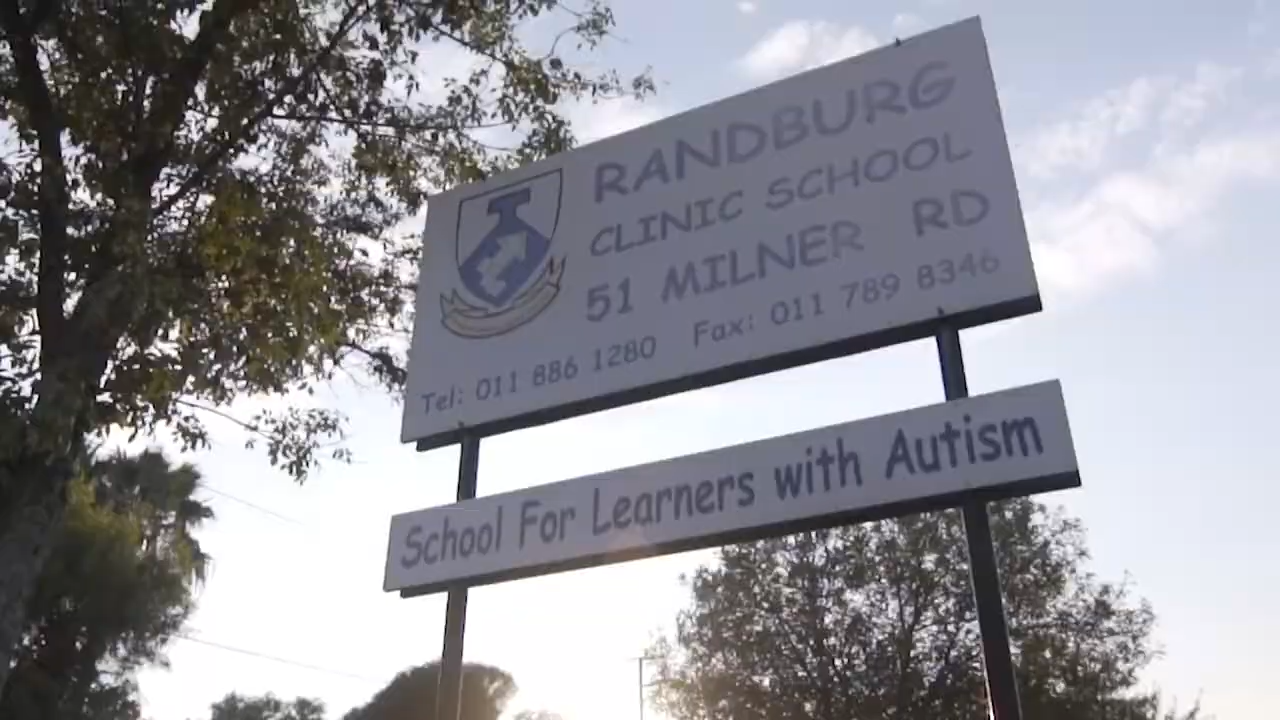 RANDBURG
CLINIC SCHOOL
51 MILNER RD
Tel: 011 886 1280 Fax: 011 789 8346
School For Learners with Autism